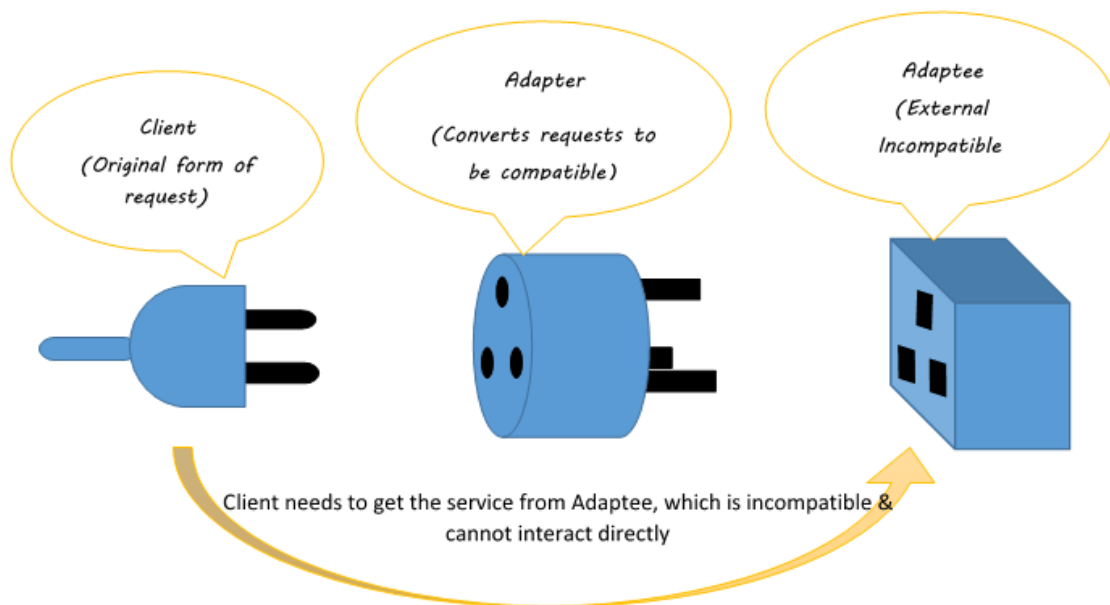 Client
(Original form of
request)
Adapter
(Converts requests to
be compatible)
Adaptee
(External
Incompatible
Client needs to get the service from Adaptee, which is incompatible &
cannot interact directly